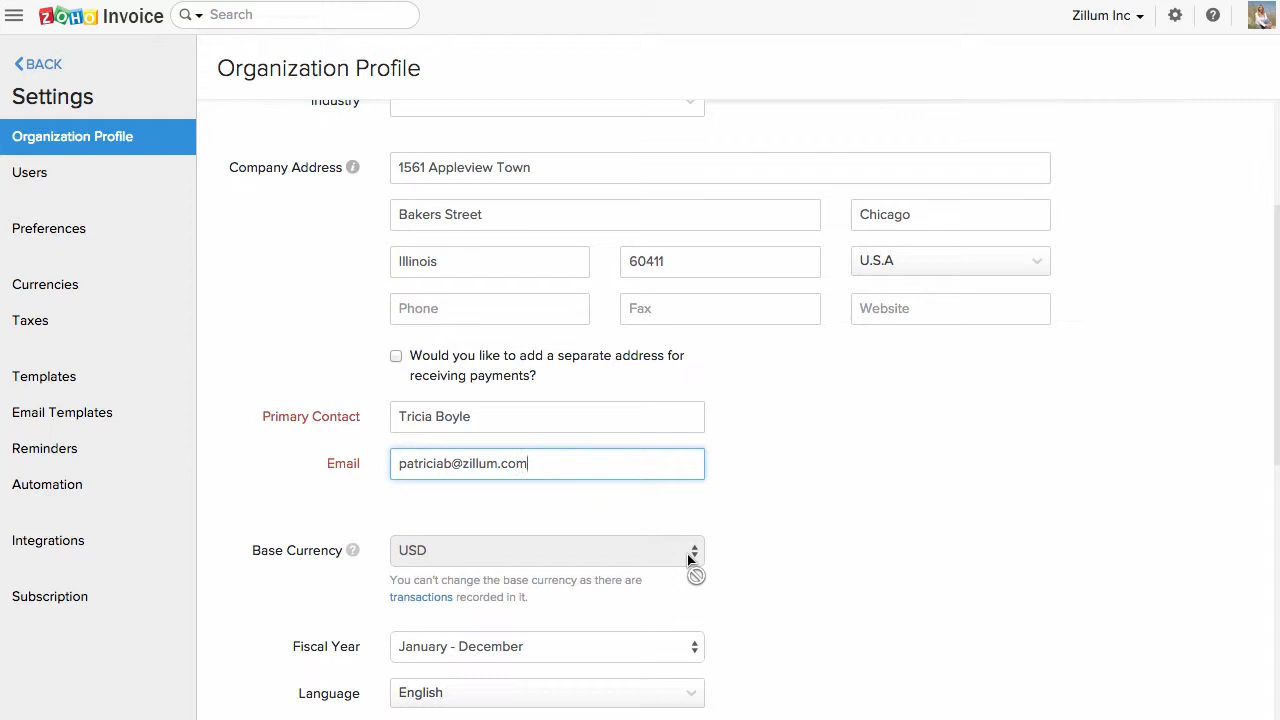 ZOHO Invoice
Search
Zillum Inc
BACK
Settings
Organization Profile
Users
Preferences
Currencies
Taxes
Templates
Email Templates
Reminders
Automation
Integrations
Subscription
Organization Profile
Industry
Company Address
1561 Appleview Town
Bakers Street
Chicago
Illinois
60411
U.S.A
Phone
Fax
Website
Would you like to add a separate address for
receiving payments?
Primary Contact
Tricia Boyle
Email
patriciab@zillum.com
Base Currency
USD
You can't change the base currency as there are
transactions recorded in it.
Fiscal Year
January - December
Language
English